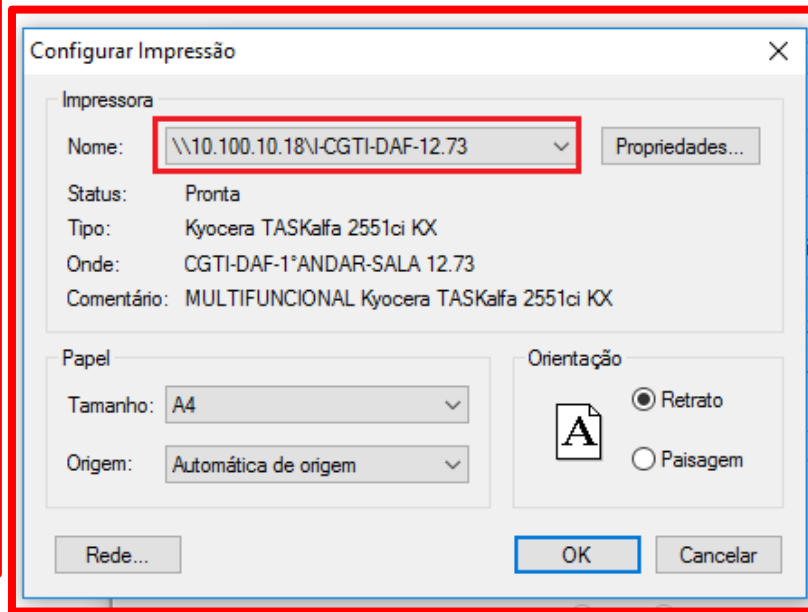 Configurar Impressão
Impressora
Nome: \\10.100.10.18\I-CGTI-DAF-12.73 Propriedades...
Status: Pronta
Tipo: Kyocera TASKalfa 2551ci KX
Onde: CGTI-DAF-1°ANDAR-SALA 12.73
Comentário: MULTIFUNCIONAL Kyocera TASKalfa 2551ci KX
Papel
Tamanho: A4
Origem: Automática de origem
Orientação
A
Retrato
Paisagem
Rede... OK Cancelar